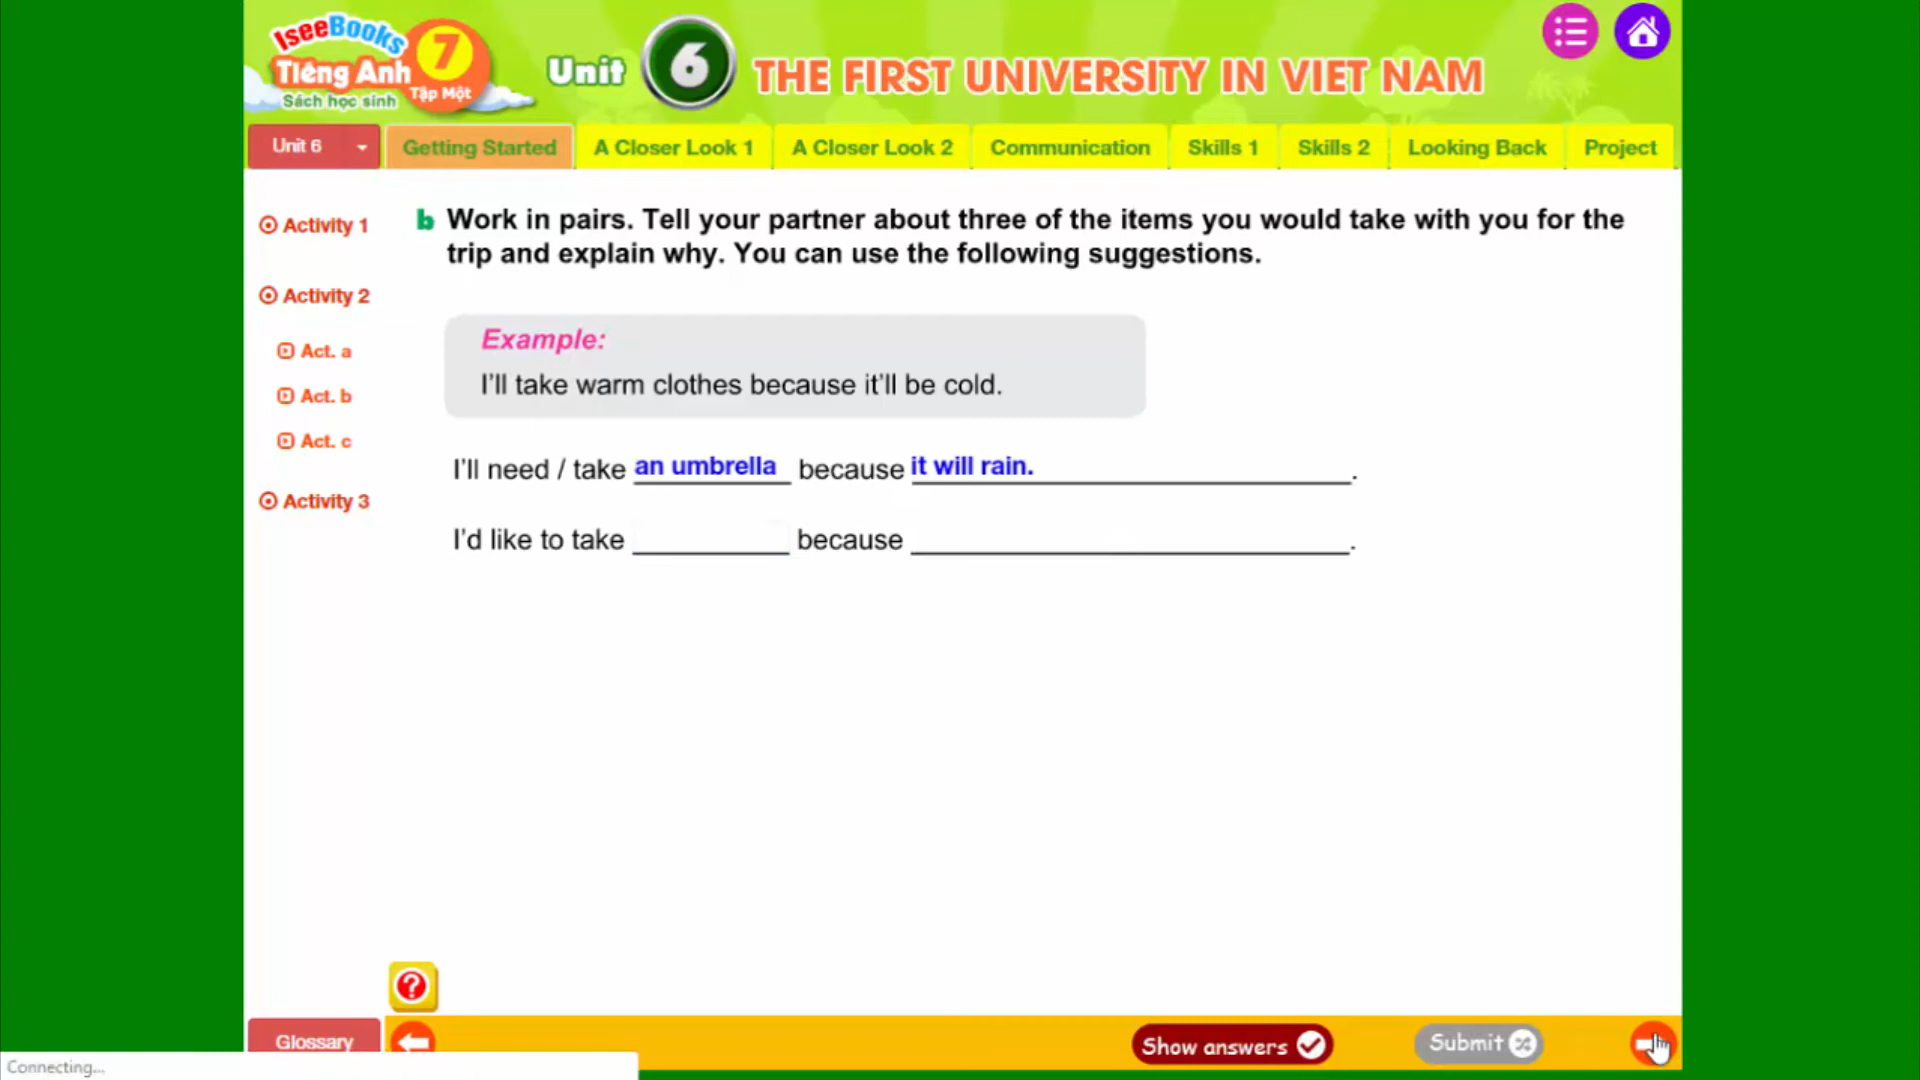 IseeBooks
Tiếng Anh 7
Sách học sinh Tập Một
Unit 6 THE FIRST UNIVERSITY IN VIET NAM
Unit 6 Getting Started A Closer Look 1 A Closer Look 2 Communication Skills 1 Skills 2 Looking Back Project
Activity 1
Activity 2
Act. a
Act. b
Act. c
Activity 3
b Work in pairs. Tell your partner about three of the items you would take with you for the
trip and explain why. You can use the following suggestions.
Example:
I'll take warm clothes because it'll be cold.
I'll need / take an umbrella because it will rain. .
I'd like to take __________ because __________.
?
Glossary Show answers Submit
Connecting...